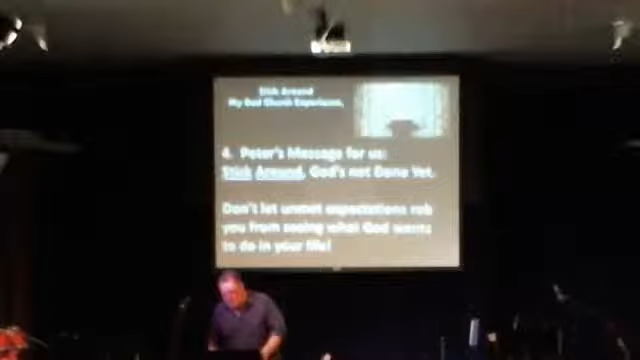 Stick Around
My Bad Church Experience,
4. Peter's Message for us:
Stick Around, God's not Done Yet.
Don't let unmet expectations rob
you from seeing what God wants
to do in your life!